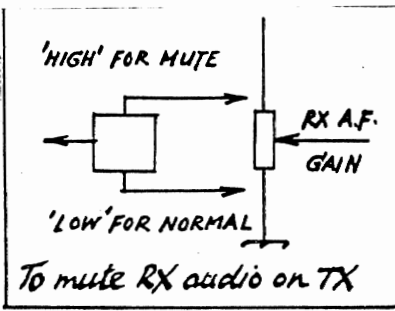 'HIGH' FOR MUTE
RX A.F.
GAIN
'LOW' FOR NORMAL
To mute RX audio on TX